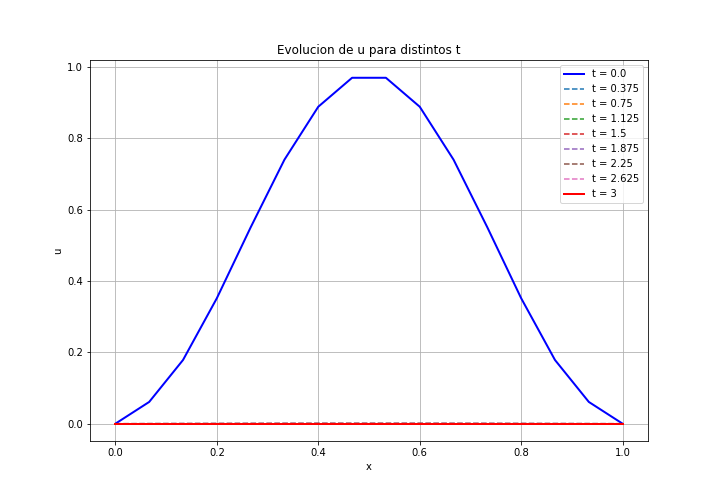 Evolucion de u para distintos t
1.0
0.8
0.6
0.4
0.2
0.0
u
0.0 0.2 0.4 0.6 0.8 1.0
x
t = 0.0
t = 0.375
t = 0.75
t = 1.125
t = 1.5
t = 1.875
t = 2.25
t = 2.625
t = 3